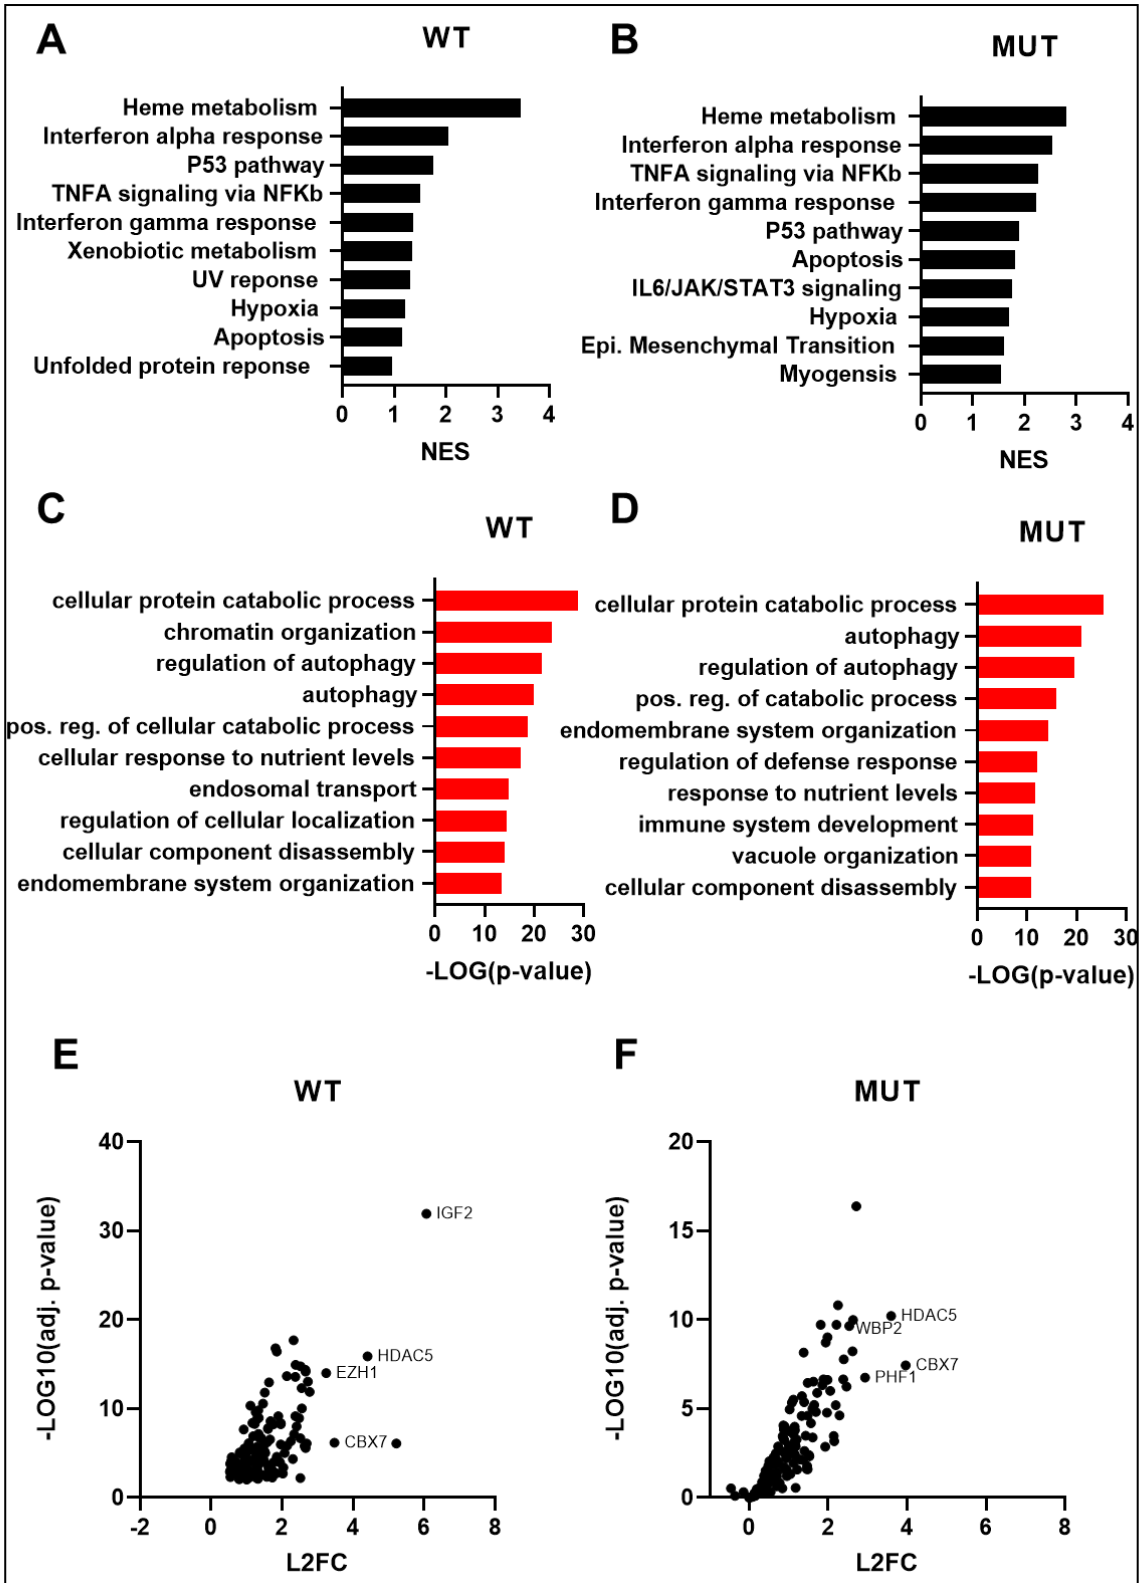 A
WT
Heme metabolism
Interferon alpha response
P53 pathway
TNFA signaling via NFKb
Interferon gamma response
Xenobiotic metabolism
UV reponse
Hypoxia
Apoptosis
Unfolded protein reponse
0 1 2 3 4
NES
B
MUT
Heme metabolism
Interferon alpha response
TNFA signaling via NFKb
Interferon gamma response
P53 pathway
Apoptosis
IL6/JAK/STAT3 signaling
Hypoxia
Epi. Mesenchymal Transition
Myogensis
0 1 2 3 4
NES
C
WT
cellular protein catabolic process
chromatin organization
regulation of autophagy
autophagy
pos. reg. of cellular catabolic process
cellular response to nutrient levels
endosomal transport
regulation of cellular localization
cellular component disassembly
endomembrane system organization
0 10 20 30
-LOG(p-value)
D
MUT
cellular protein catabolic process
autophagy
regulation of autophagy
pos. reg. of catabolic process
endomembrane system organization
regulation of defense response
response to nutrient levels
immune system development
vacuole organization
cellular component disassembly
0 10 20 30
-LOG(p-value)
E
WT
-LOG10(adj. p-value)
40
30
20
10
0
IGF2
HDAC5
EZH1
CBX7
-2 0 2 4 6 8
L2FC
F
MUT
-LOG10(adj. p-value)
20
15
10
5
0
HDAC5
WBP2
CBX7
PHF1
0 2 4 6 8
L2FC